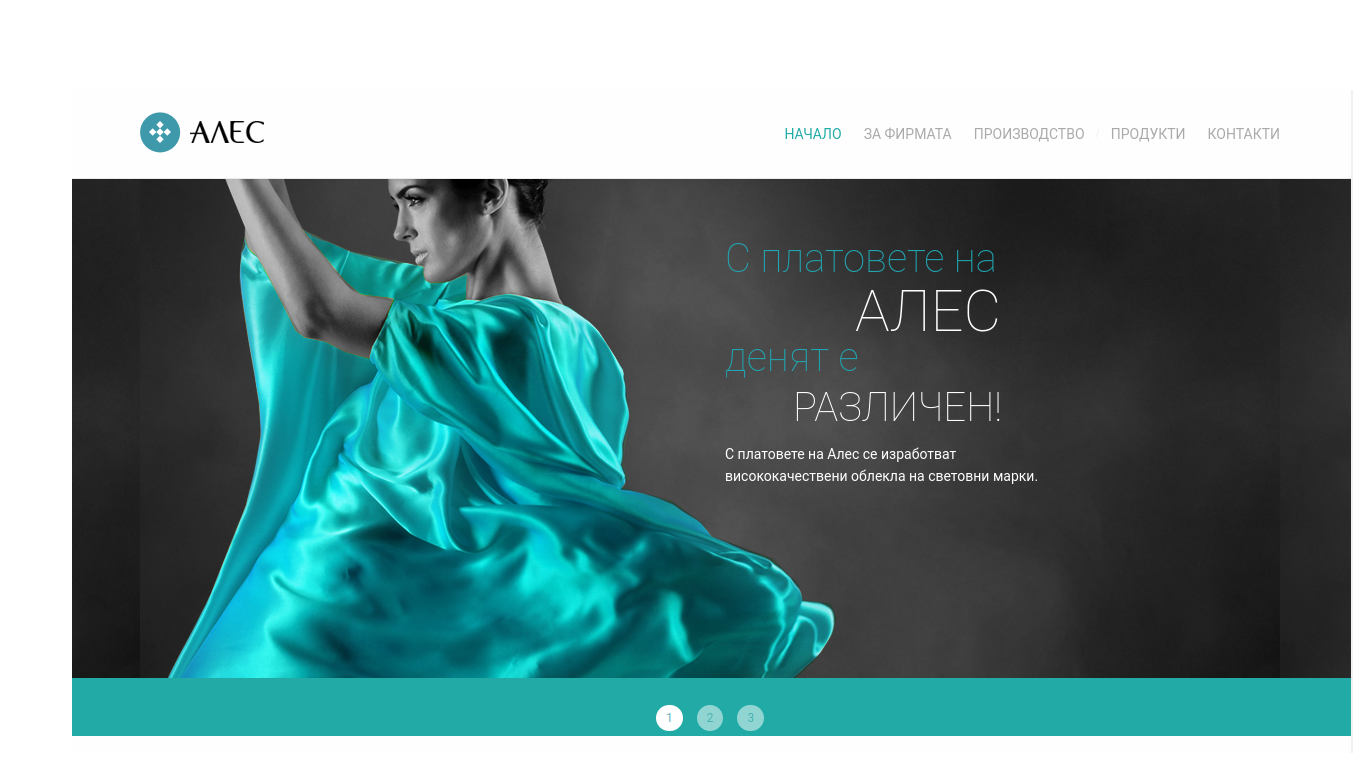 АЛЕС
НАЧАЛО ЗА ФИРМАТА ПРОИЗВОДСТВО / ПРОДУКТИ КОНТАКТИ
С платовете на
АЛЕС
денят е
РАЗЛИЧЕН!
С платовете на Алес се изработват
висококачествени облекла на световни марки.
1 2 3